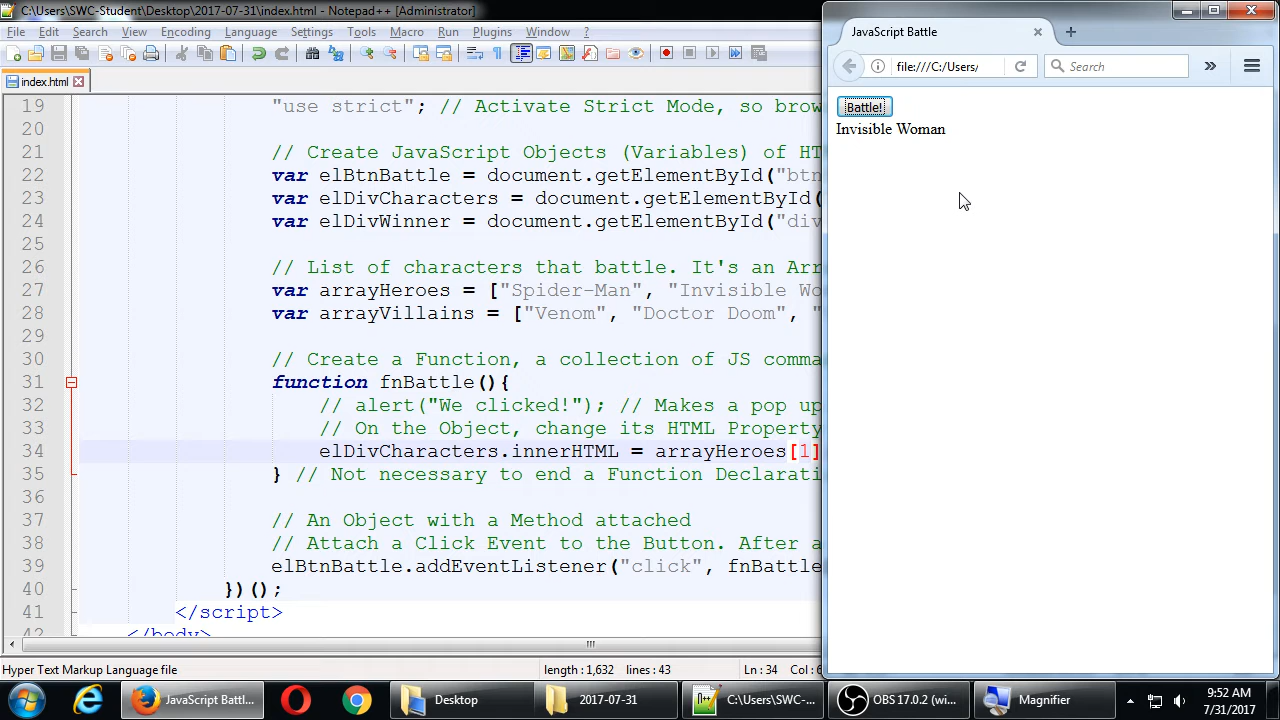 C:\Users\SWC-Student\Desktop\2017-07-31\index.html - Notepad++ [Administrator]
File Edit Search View Encoding Language Settings Tools Macro Run Plugins Window ?
index.html
19 "use strict"; // Activate Strict Mode, so brow
20
21 // Create JavaScript Objects (Variables) of HT
22 var elBtnBattle = document.getElementById("btn
23 var elDivCharacters = document.getElementById(
24 var elDivWinner = document.getElementById("div
25
26 // List of characters that battle. It's an Arr
27 var arrayHeroes = ["Spider-Man", "Invisible Wo
28 var arrayVillains = ["Venom", "Doctor Doom", "
29
30 // Create a Function, a collection of JS comma
31 function fnBattle(){
32 // alert("We clicked!"); // Makes a pop up
33 // On the Object, change its HTML Property
34 elDivCharacters.innerHTML = arrayHeroes[1]
35 } // Not necessary to end a Function Declarati
36
37 // An Object with a Method attached
38 // Attach a Click Event to the Button. After a
39 elBtnBattle.addEventListener("click", fnBattle
40 })();
41 </script>
42 </body>
Hyper Text Markup Language file length : 1,632 lines : 43 Ln : 34 Col : 6
JavaScript Battle
file:///C:/Users/ Search
Battle!
Invisible Woman
JavaScript Battl... Desktop 2017-07-31 C:\Users\SWC-... OBS 17.0.2 (wi... Magnifier 9:52 AM
7/31/2017